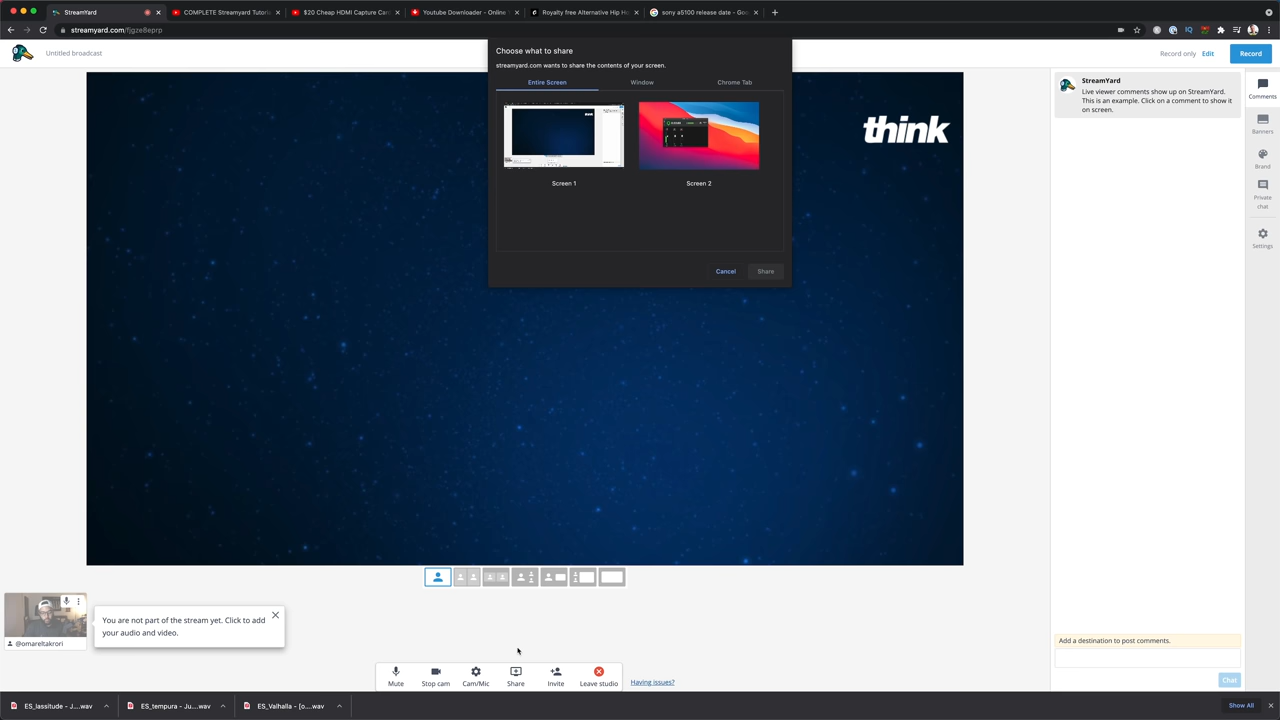 StreamYard
COMPLETE Streamyard Tutoria
$20 Cheap HDMI Capture Card
Youtube Downloader - Online Y
Royalty free Alternative Hip Ho
sony a5100 release date - Goo
streamyard.com/fjgze8eprp
Untitled broadcast
Record only
Edit
Record
Choose what to share
streamyard.com wants to share the contents of your screen.
Entire Screen
Window
Chrome Tab
Screen 1
Screen 2
Cancel
Share
think
StreamYard
Live viewer comments show up on StreamYard.
This is an example. Click on a comment to show it
on screen.
Comments
Banners
Brand
Private
chat
Settings
You are not part of the stream yet. Click to add
your audio and video.
@omareltakrori
Add a destination to post comments.
Chat
Mute
Stop cam
Cam/Mic
Share
Invite
Leave studio
Having issues?
ES_lassitude - J....wav
ES_tempura - Ju....wav
ES_Valhalla - [o....wav
Show All